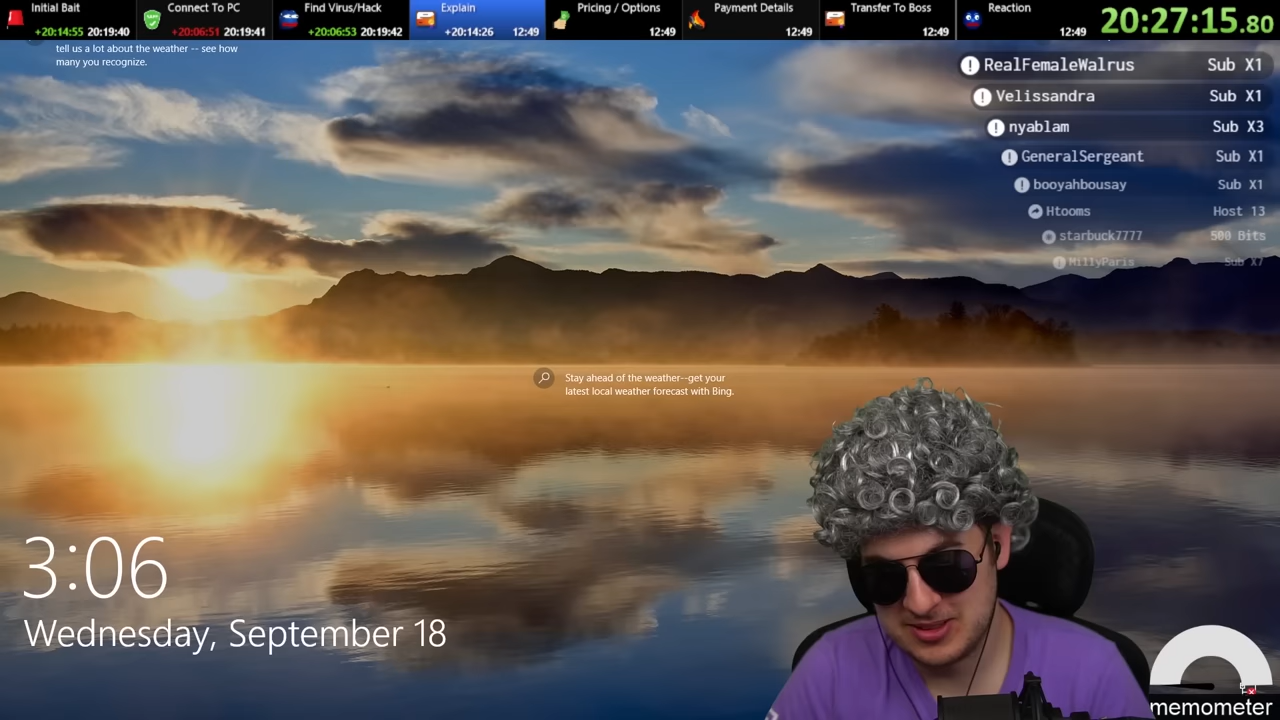 Initial Bait
+20:14:55 20:19:40
Connect To PC
+20:06:51 20:19:41
Find Virus/Hack
+20:06:53 20:19:42
Explain
+20:14:26 12:49
Pricing / Options
12:49
Payment Details
12:49
Transfer To Boss
12:49
Reaction
12:49
20:27:15.80
tell us a lot about the weather -- see how
many you recognize.
RealFemaleWalrus Sub X1
Velissandra Sub X1
nyablam Sub X3
GeneralSergeant Sub X1
booyahbousay Sub X1
Htooms Host 13
starbuck7777 500 Bits
MillyParis Sub X7
Stay ahead of the weather--get your
latest local weather forecast with Bing.
3:06
Wednesday, September 18
memometer